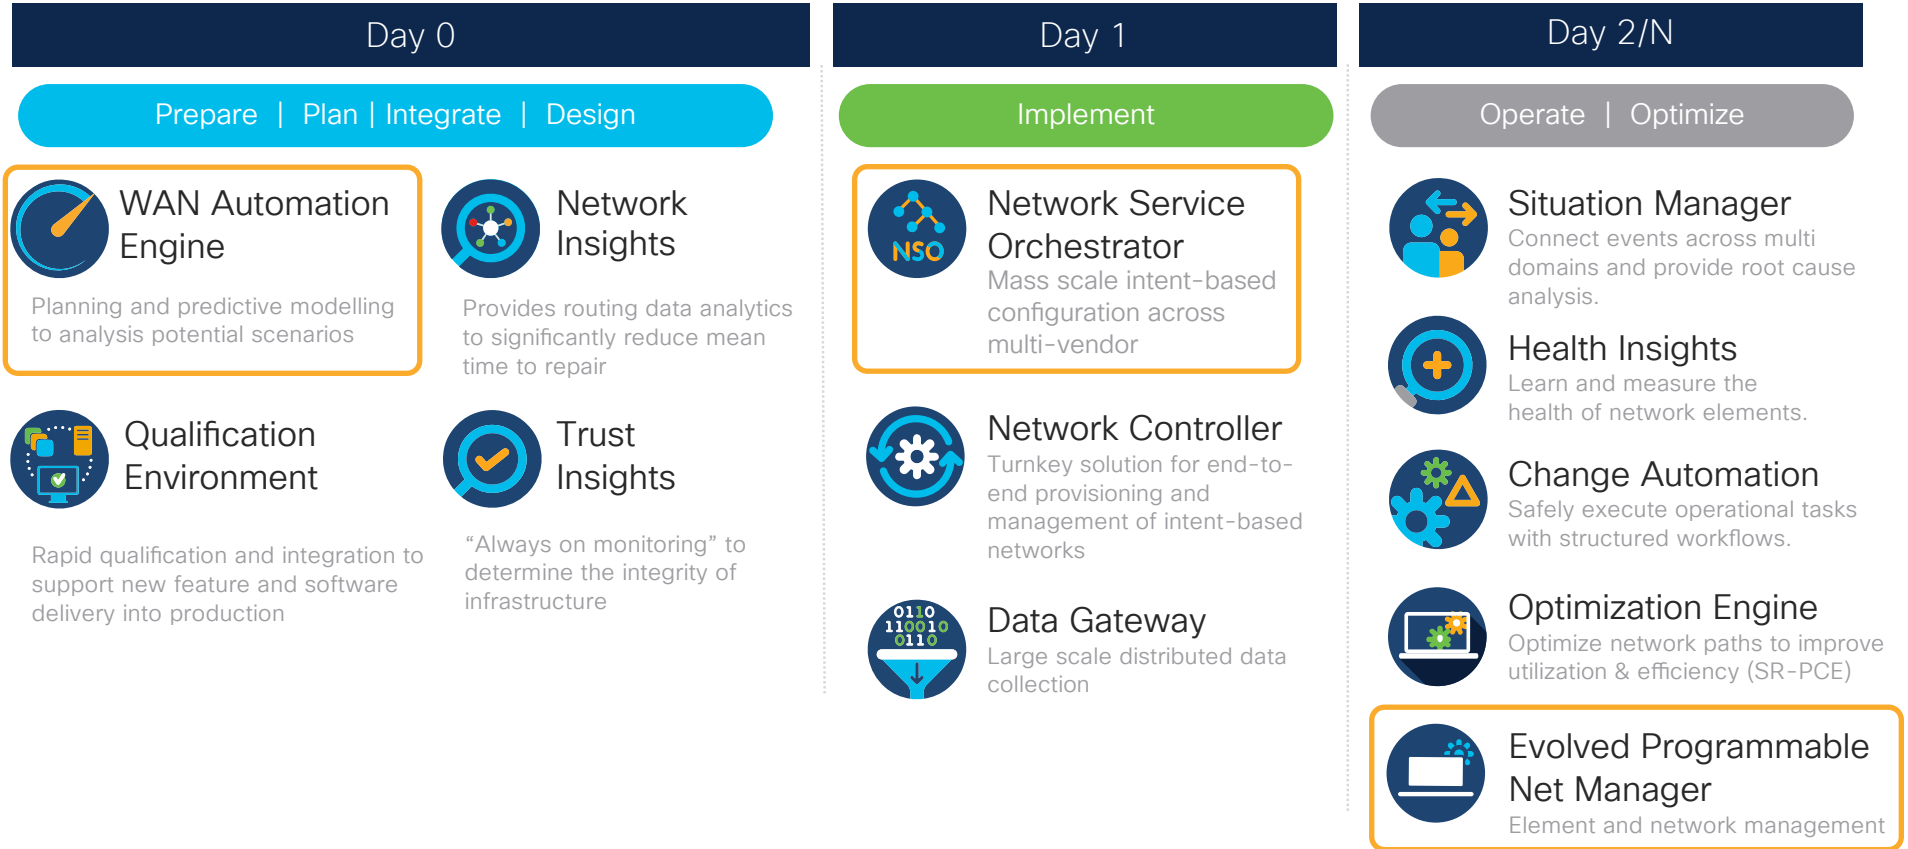 Day 0
Prepare | Plan | Integrate | Design
WAN Automation
Engine
Planning and predictive modelling
to analysis potential scenarios
Network
Insights
Provides routing data analytics
to significantly reduce mean
time to repair
Qualification
Environment
Rapid qualification and integration to
support new feature and software
delivery into production
Trust
Insights
“Always on monitoring” to
determine the integrity of
infrastructure
Day 1
Implement
NSO
Network Service
Orchestrator
Mass scale intent-based
configuration across
multi-vendor
Network Controller
Turnkey solution for end-to-
end provisioning and
management of intent-based
networks
0110
110010
0110
Data Gateway
Large scale distributed data
collection
Day 2/N
Operate | Optimize
Situation Manager
Connect events across multi
domains and provide root cause
analysis.
Health Insights
Learn and measure the
health of network elements.
Change Automation
Safely execute operational tasks
with structured workflows.
Optimization Engine
Optimize network paths to improve
utilization & efficiency (SR-PCE)
Evolved Programmable
Net Manager
Element and network management